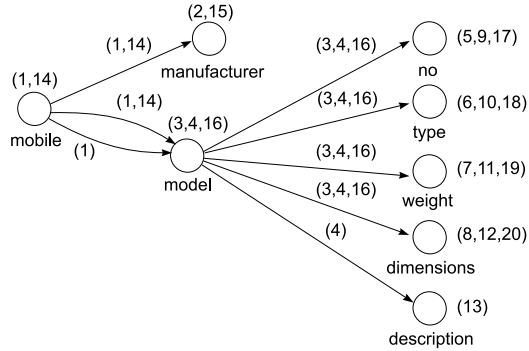 (2,15)
(1,14)
manufacturer
(1,14)
mobile
(1,14)
(1)
(3,4,16)
model
(3,4,16)
(5,9,17)
no
(3,4,16)
(6,10,18)
type
(3,4,16)
(7,11,19)
weight
(3,4,16)
(8,12,20)
dimensions
(4)
(13)
description